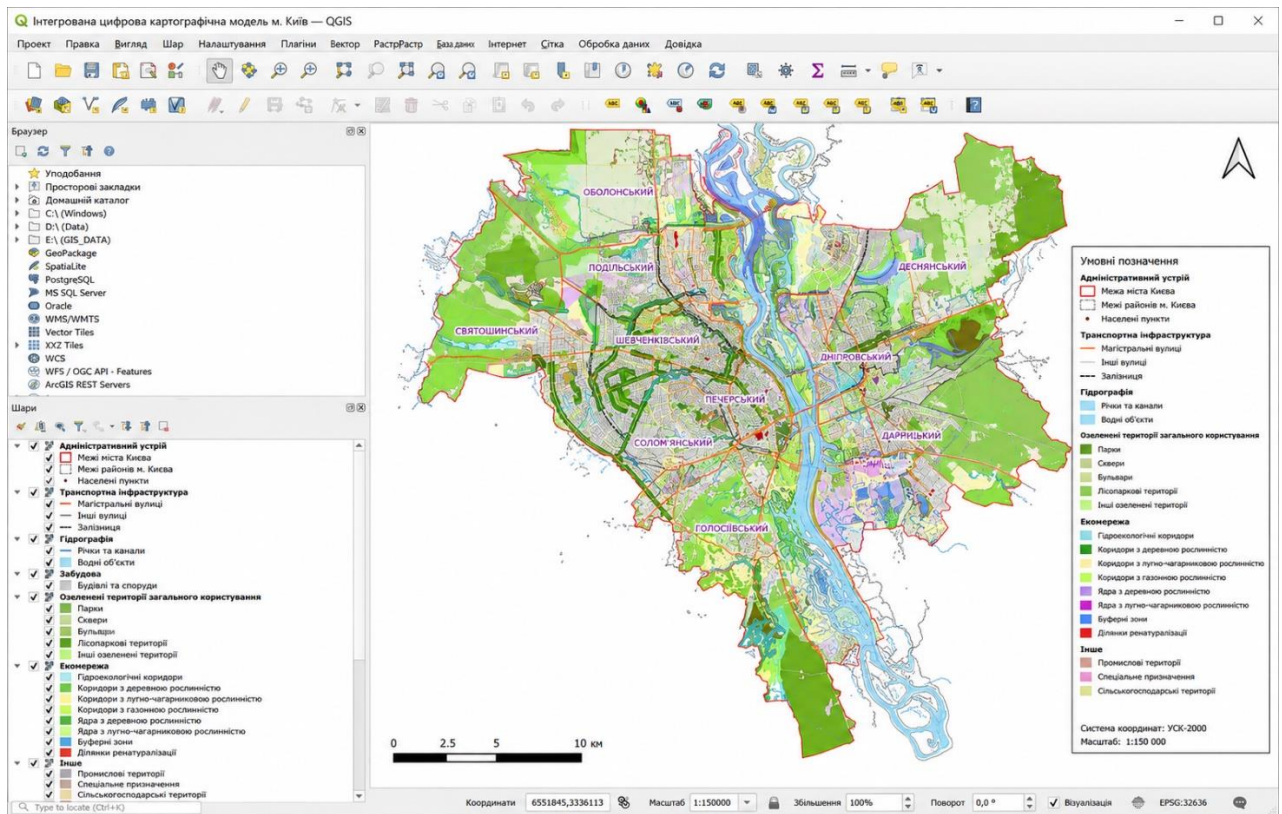 Інтегрована цифрова картографічна модель м. Київ — QGIS
Проект Правка Вигляд Шар Налаштування Плагіни Вектор РастрРастр База даних Інтернет Сітка Обробка даних Довідка
Браузер
Уподобання
Просторові закладки
Домашній каталог
C:\ (Windows)
D:\ (Data)
E:\ (GIS_DATA)
GeoPackage
SpatiaLite
PostgreSQL
MS SQL Server
Oracle
WMS/WMTS
Vector Tiles
XXZ Tiles
WCS
WFS / OGC API - Features
ArcGIS REST Servers
Шари
Адміністративний устрій
Межі міста Києва
Межі районів м. Києва
Населені пункти
Транспортна інфраструктура
Магістральні вулиці
Інші вулиці
Залізниця
Гідрографія
Річки та канали
Водні об'єкти
Забудова
Будівлі та споруди
Озеленені території загального користування
Парки
Сквери
Бульвари
Лісопаркові території
Інші озеленені території
Екомережа
Гідроекологічні коридори
Коридори з деревною рослинністю
Коридори з лугно-чагарниковою рослинністю
Коридори з газонною рослинністю
Ядра з деревною рослинністю
Ядра з лугно-чагарниковою рослинністю
Буферні зони
Ділянки ренатуралізації
Інше
Промислові території
Спеціальне призначення
Сільськогосподарські території
Type to locate (Ctrl+K)
ОБОЛОНСЬКИЙ
ПОДІЛЬСЬКИЙ
ДЕСНЯНСЬКИЙ
СВЯТОШИНСЬКИЙ
ШЕВЧЕНКІВСЬКИЙ
ДНІПРОВСЬКИЙ
ПЕЧЕРСЬКИЙ
СОЛОМ'ЯНСЬКИЙ
ДАРНИЦЬКИЙ
ГОЛОСІЇВСЬКИЙ
0 2.5 5 10 км
Умовні позначення
Адміністративний устрій
Межа міста Києва
Межі районів м. Києва
Населені пункти
Транспортна інфраструктура
Магістральні вулиці
Інші вулиці
Залізниця
Гідрографія
Річки та канали
Водні об'єкти
Озеленені території загального користування
Парки
Сквери
Бульвари
Лісопаркові території
Інші озеленені території
Екомережа
Гідроекологічні коридори
Коридори з деревною рослинністю
Коридори з лугно-чагарниковою рослинністю
Коридори з газонною рослинністю
Ядра з деревною рослинністю
Ядра з лугно-чагарниковою рослинністю
Буферні зони
Ділянки ренатуралізації
Інше
Промислові території
Спеціальне призначення
Сільськогосподарські території
Система координат: УСК-2000
Масштаб: 1:150 000
Координати 6551845,3336113 Масштаб 1:150000 Збільшення 100% Поворот 0,0 ° Візуалізація EPSG:32636